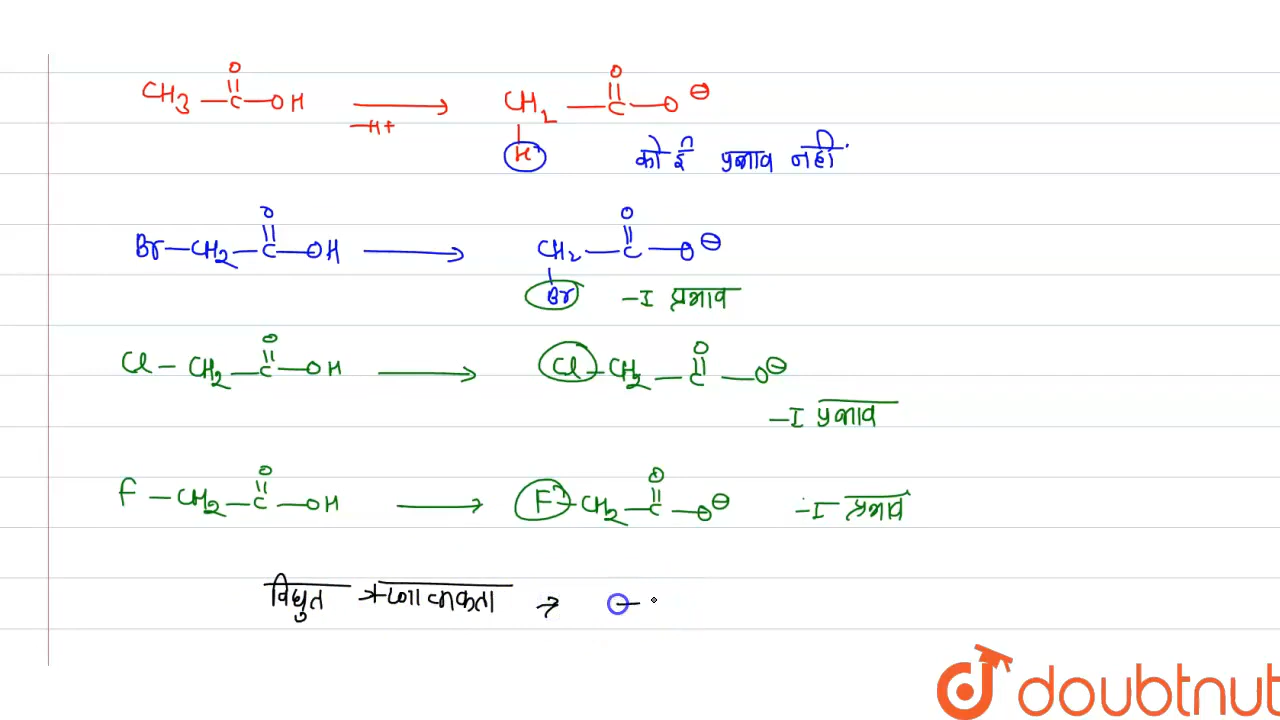 CH3 — C(=O) — OH —(-H+)→ CH2(H) — C(=O) — O⊖
कोई प्रभाव नहीं
Br — CH2 — C(=O) — OH → CH2(Br) — C(=O) — O⊖
-I प्रभाव
Cl — CH2 — C(=O) — OH → Cl — CH2 — C(=O) — O⊖
-I प्रभाव
F — CH2 — C(=O) — OH → F — CH2 — C(=O) — O⊖ -I प्रभाव
विद्युत ऋणात्मकता →
doubtnut